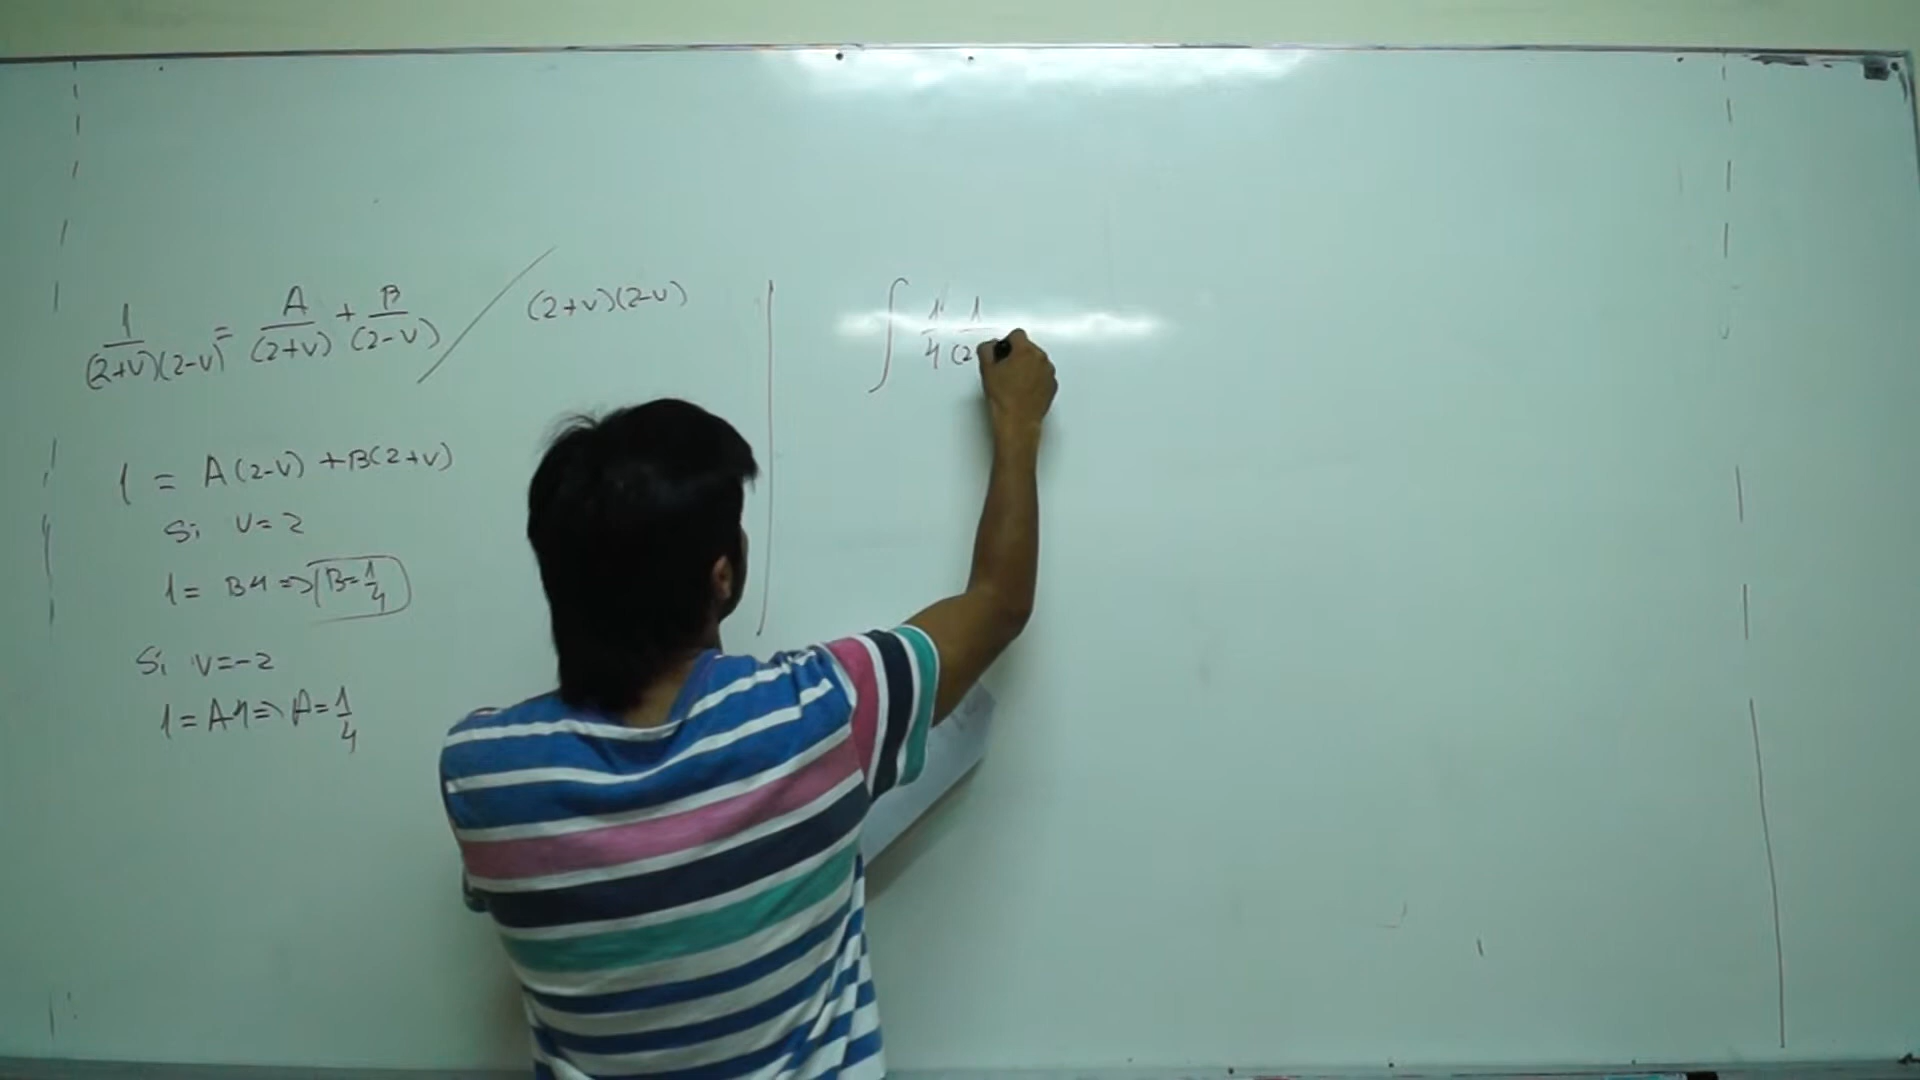 1/(2+v)(2-v) = A/(2+v) + B/(2-v) / (2+v)(2-v)
1 = A(2-v) + B(2+v)
Si v=2
1= B4 => B=1/4
Si v=-2
1=A4=> A=1/4
∫ 1/4 1/(2